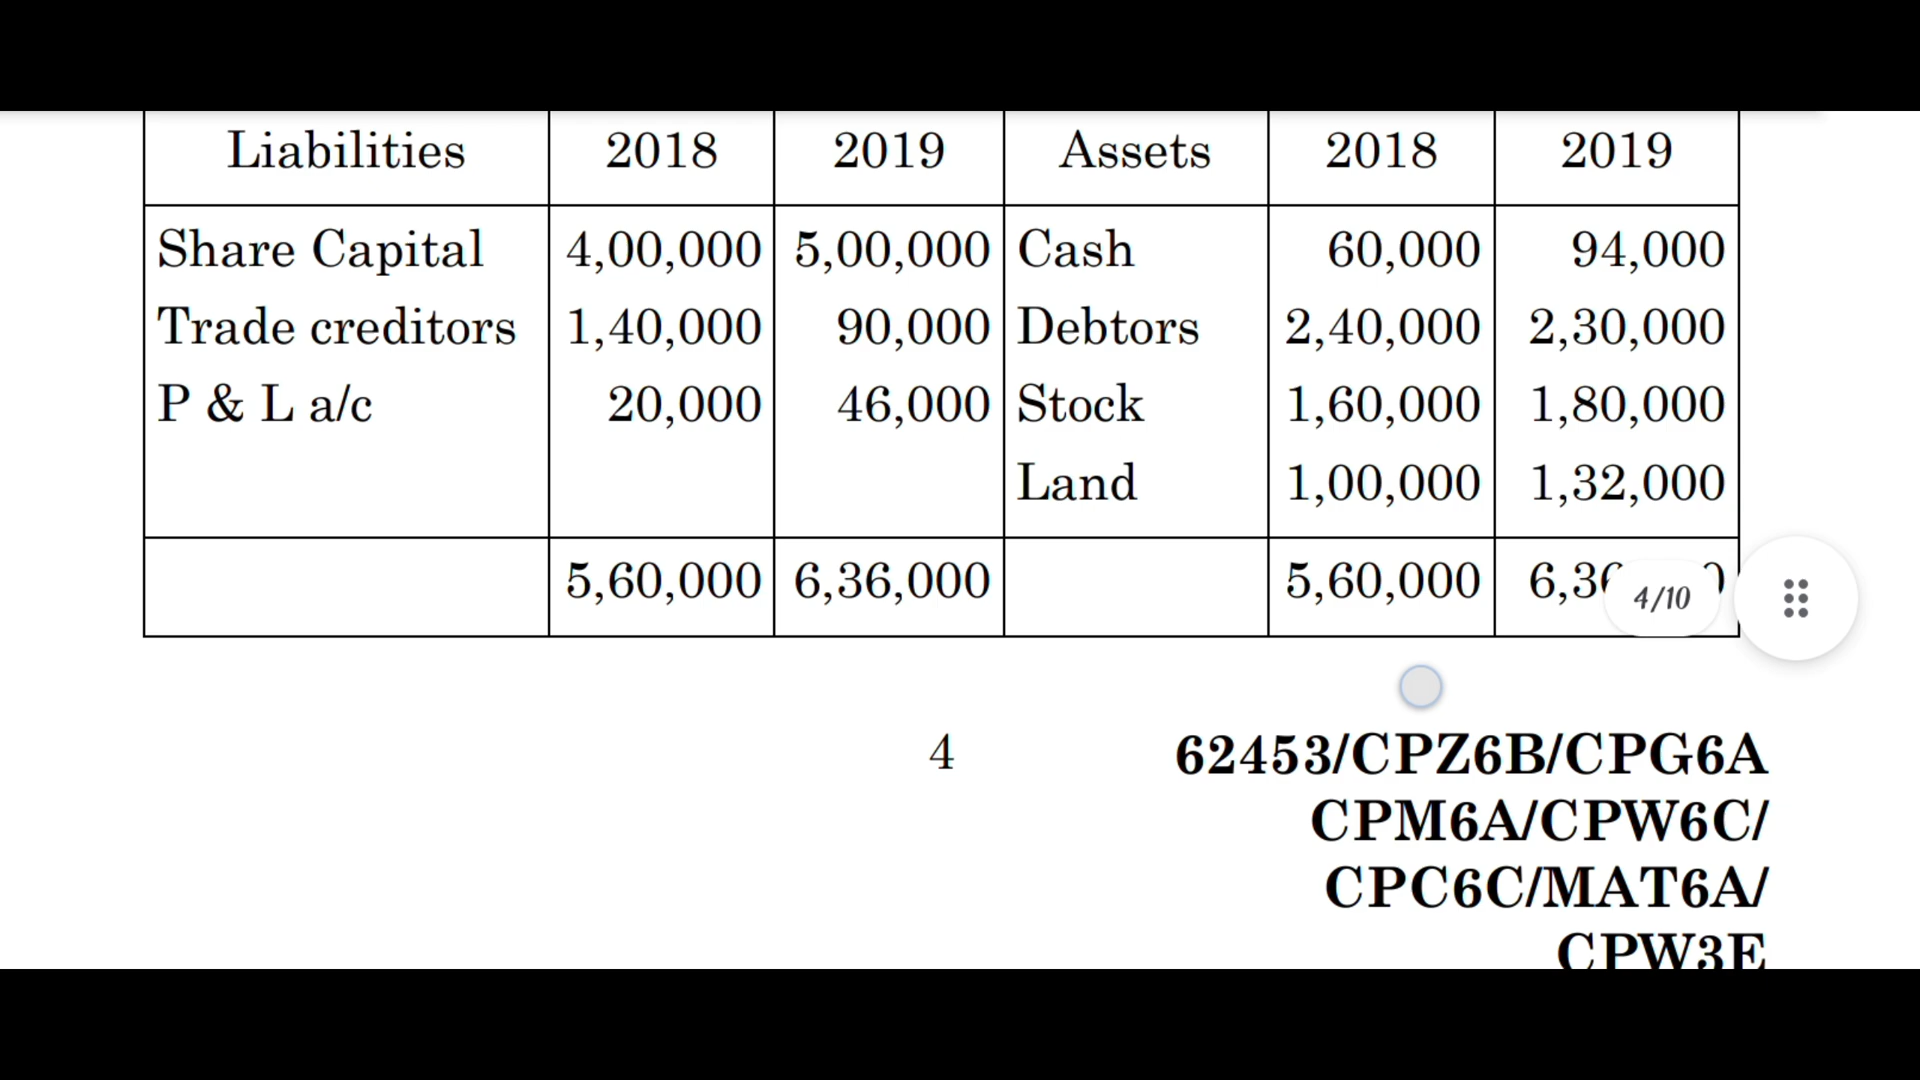 Liabilities 2018 2019 Assets 2018 2019
Share Capital 4,00,000 5,00,000 Cash 60,000 94,000
Trade creditors 1,40,000 90,000 Debtors 2,40,000 2,30,000
P & L a/c 20,000 46,000 Stock 1,60,000 1,80,000
Land 1,00,000 1,32,000
5,60,000 6,36,000 5,60,000
4/10
4 62453/CPZ6B/CPG6A
CPM6A/CPW6C/
CPC6C/MAT6A/
CPW3E